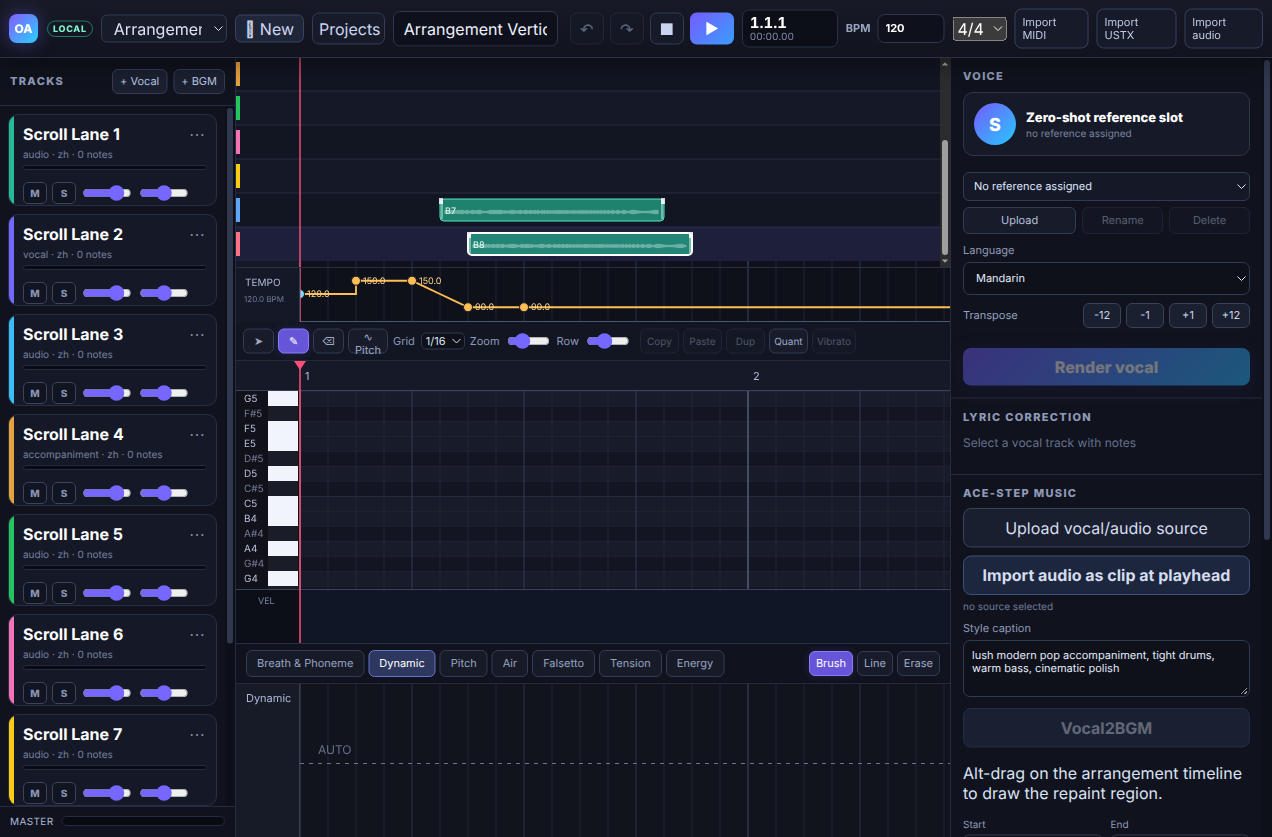 OA
LOCAL
Arrangemer
New
Projects
Arrangement Vertic
1.1.1
00:00.00
BPM
120
4/4
Import MIDI
Import USTX
Import audio
TRACKS
+ Vocal
+ BGM
Scroll Lane 1
audio · zh · 0 notes
M
S
Scroll Lane 2
vocal · zh · 0 notes
M
S
Scroll Lane 3
audio · zh · 0 notes
M
S
Scroll Lane 4
accompaniment · zh · 0 notes
M
S
Scroll Lane 5
audio · zh · 0 notes
M
S
Scroll Lane 6
audio · zh · 0 notes
M
S
Scroll Lane 7
audio · zh · 0 notes
M
S
MASTER
B7
B8
TEMPO
120.0 BPM
120.0
150.0
150.0
90.0
90.0
Pitch
Grid
1/16
Zoom
Row
Copy
Paste
Dup
Quant
Vibrato
1
2
G5
F#5
F5
E5
D#5
D5
C#5
C5
B4
A#4
A4
G#4
G4
VEL
Breath & Phoneme
Dynamic
Pitch
Air
Falsetto
Tension
Energy
Brush
Line
Erase
Dynamic
AUTO
VOICE
S
Zero-shot reference slot
no reference assigned
No reference assigned
Upload
Rename
Delete
Language
Mandarin
Transpose
-12
-1
+1
+12
Render vocal
LYRIC CORRECTION
Select a vocal track with notes
ACE-STEP MUSIC
Upload vocal/audio source
Import audio as clip at playhead
no source selected
Style caption
lush modern pop accompaniment, tight drums,
warm bass, cinematic polish
Vocal2BGM
Alt-drag on the arrangement timeline
to draw the repaint region.
Start
End